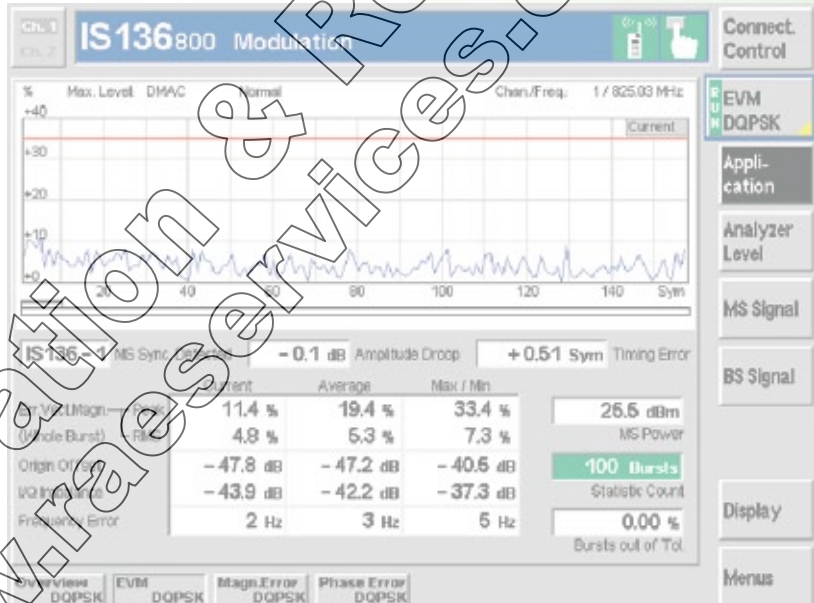 Ch. 1
Ch. 2
IS136 800 Modulation
Connect. Control
% Max. Level DMAC Normal Chan./Freq. 1 / 825.03 MHz
Current
+40
+30
+20
+10
+0
20 40 60 80 100 120 140 Sym
RUN
EVM DQPSK
Appli-
cation
Analyzer
Level
MS Signal
BS Signal
Display
Menus
IS136 - 1 MS Sync. Detected - 0.1 dB Amplitude Droop + 0.51 Sym Timing Error
Current Average Max / Min
Err.Vect.Magn. Peak 11.4 % 19.4 % 33.4 %
(Whole Burst) RMS 4.8 % 5.3 % 7.3 %
Origin Offset - 47.8 dB - 47.2 dB - 40.6 dB
I/Q Imbalance - 43.9 dB - 42.2 dB - 37.3 dB
Frequency Error 2 Hz 3 Hz 5 Hz
25.5 dBm
MS Power
100 Bursts
Statistic Count
0.00 %
Bursts out of Tol.
Overview DQPSK
EVM DQPSK
Magn.Error DQPSK
Phase Error DQPSK
www.raeservices.c